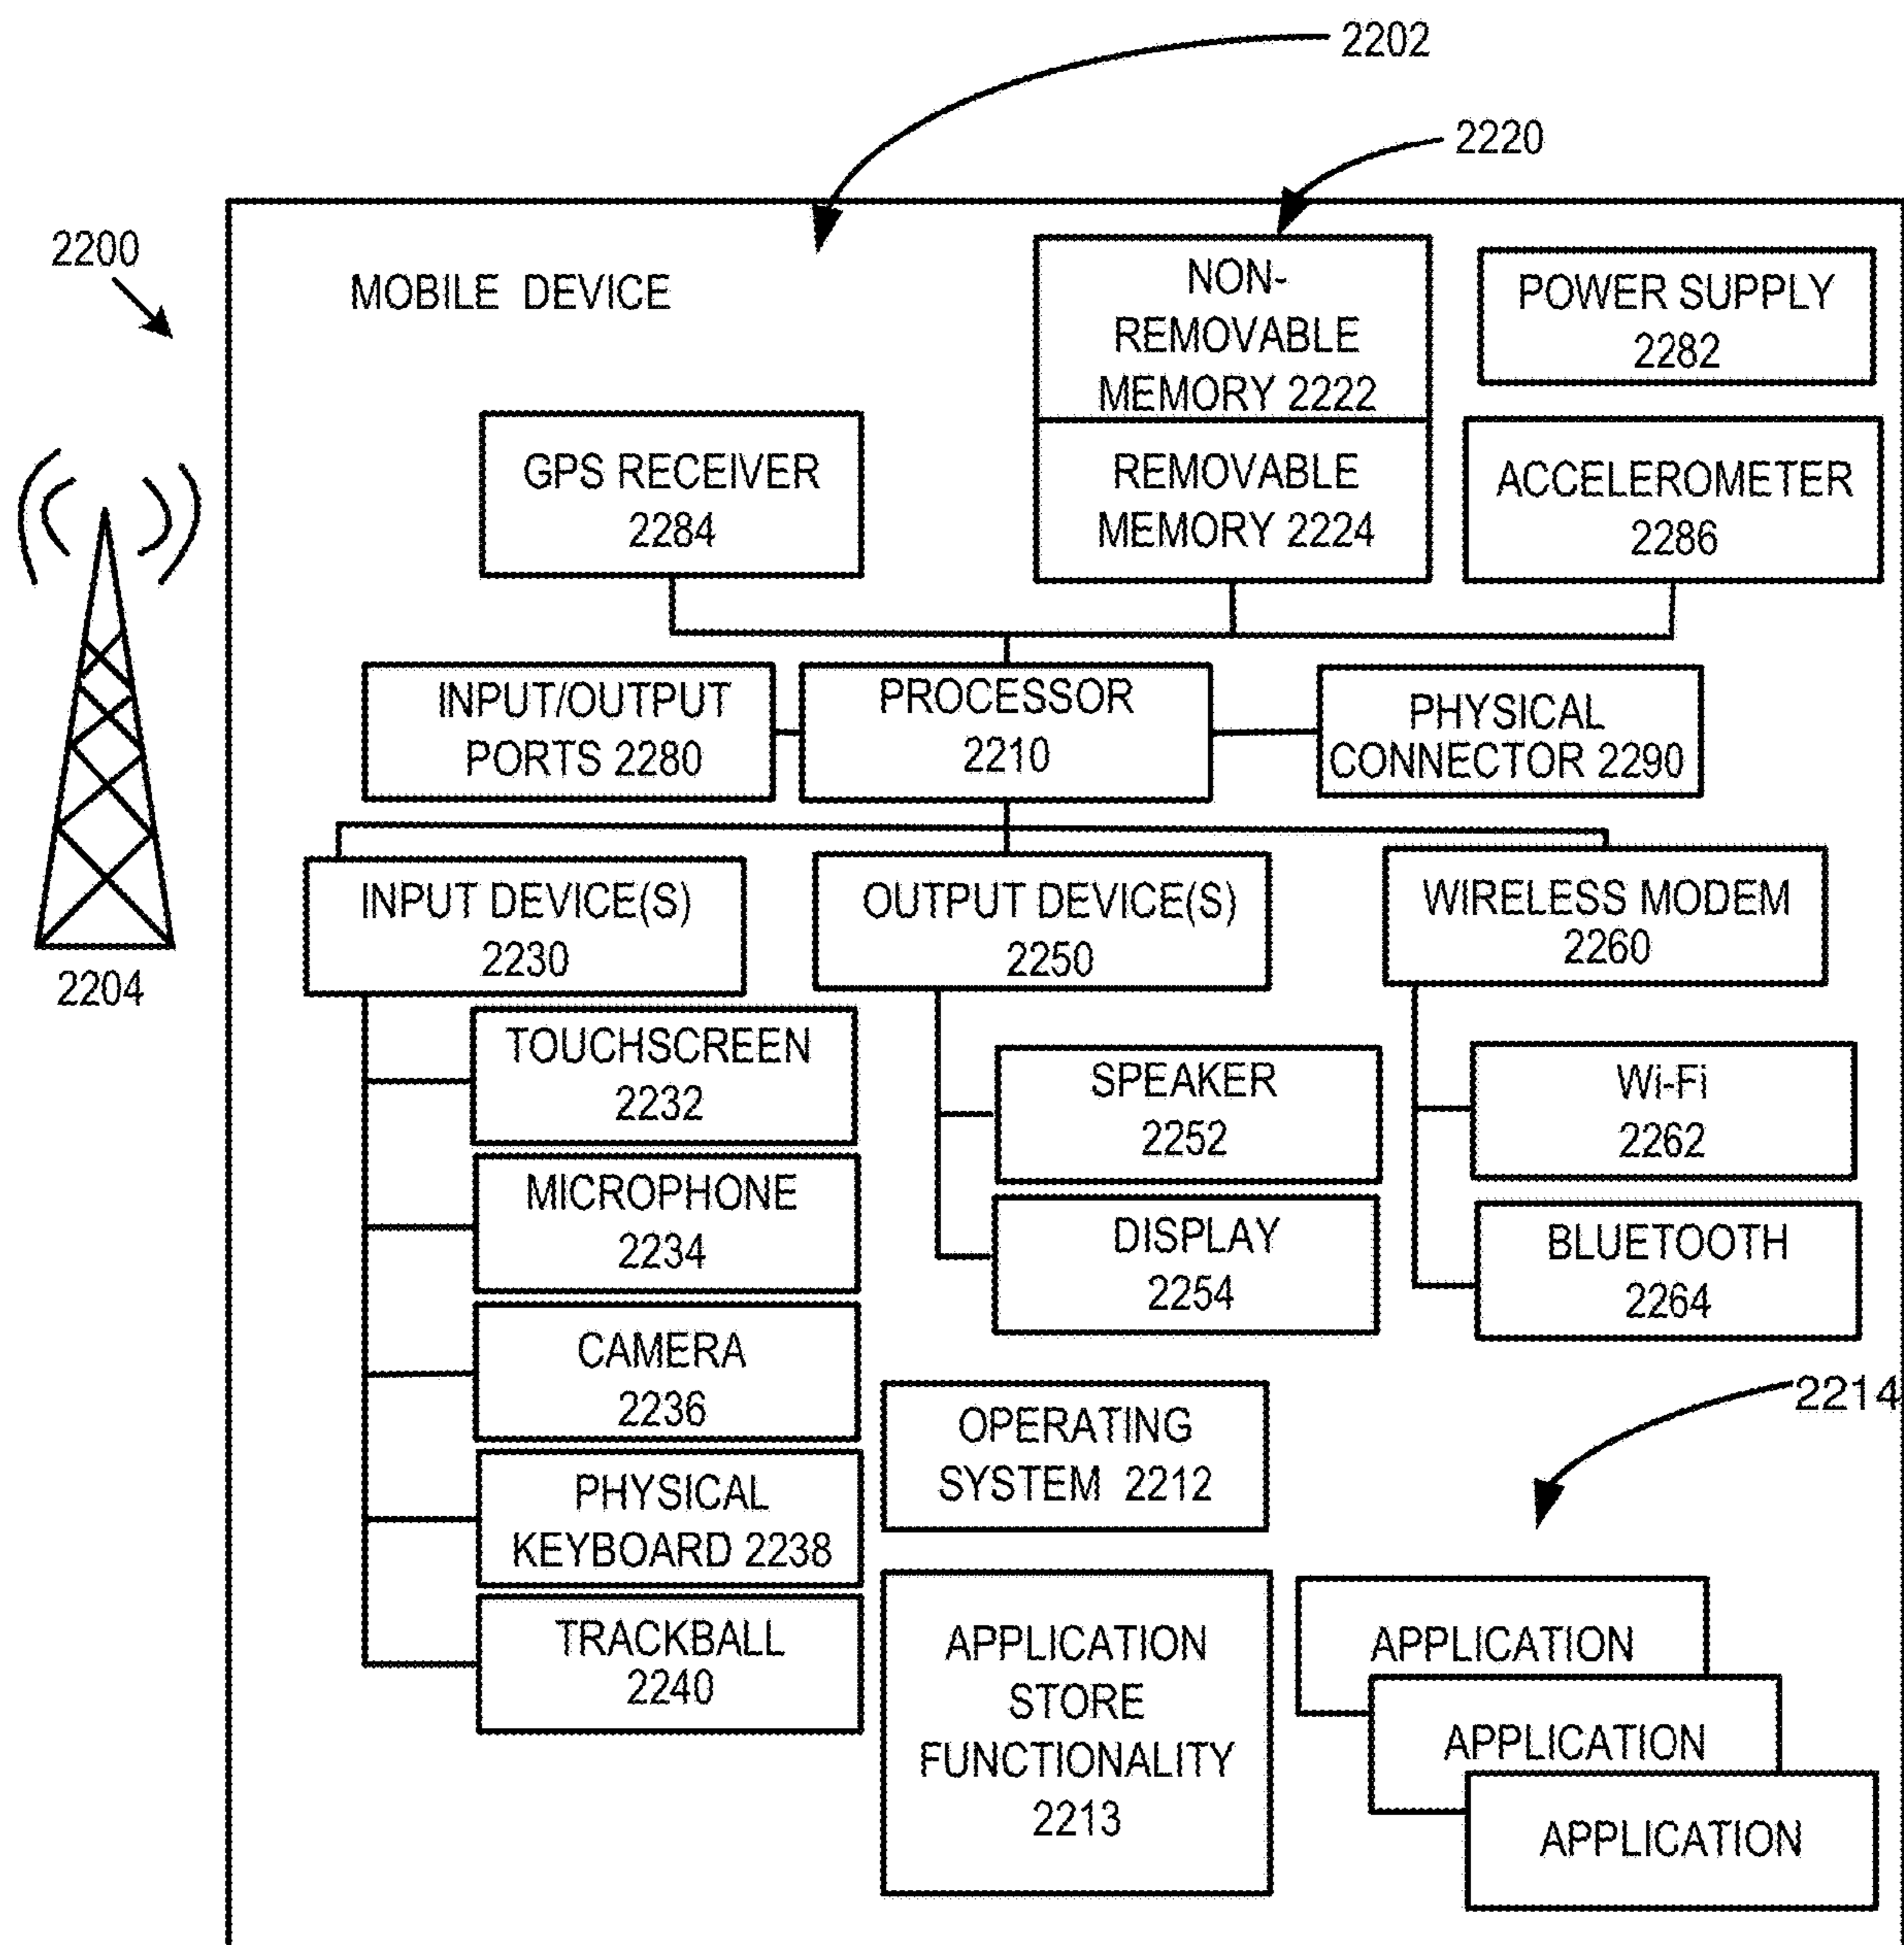 2202
2220
2200
MOBILE DEVICE
NON-
REMOVABLE
MEMORY 2222
POWER SUPPLY
2282
GPS RECEIVER
2284
REMOVABLE
MEMORY 2224
ACCELEROMETER
2286
INPUT/OUTPUT
PORTS 2280
PROCESSOR
2210
PHYSICAL
CONNECTOR 2290
2204
INPUT DEVICE(S)
2230
OUTPUT DEVICE(S)
2250
WIRELESS MODEM
2260
TOUCHSCREEN
2232
MICROPHONE
2234
CAMERA
2236
PHYSICAL
KEYBOARD 2238
TRACKBALL
2240
SPEAKER
2252
DISPLAY
2254
Wi-Fi
2262
BLUETOOTH
2264
OPERATING
SYSTEM 2212
APPLICATION
STORE
FUNCTIONALITY
2213
2214
APPLICATION
APPLICATION
APPLICATION